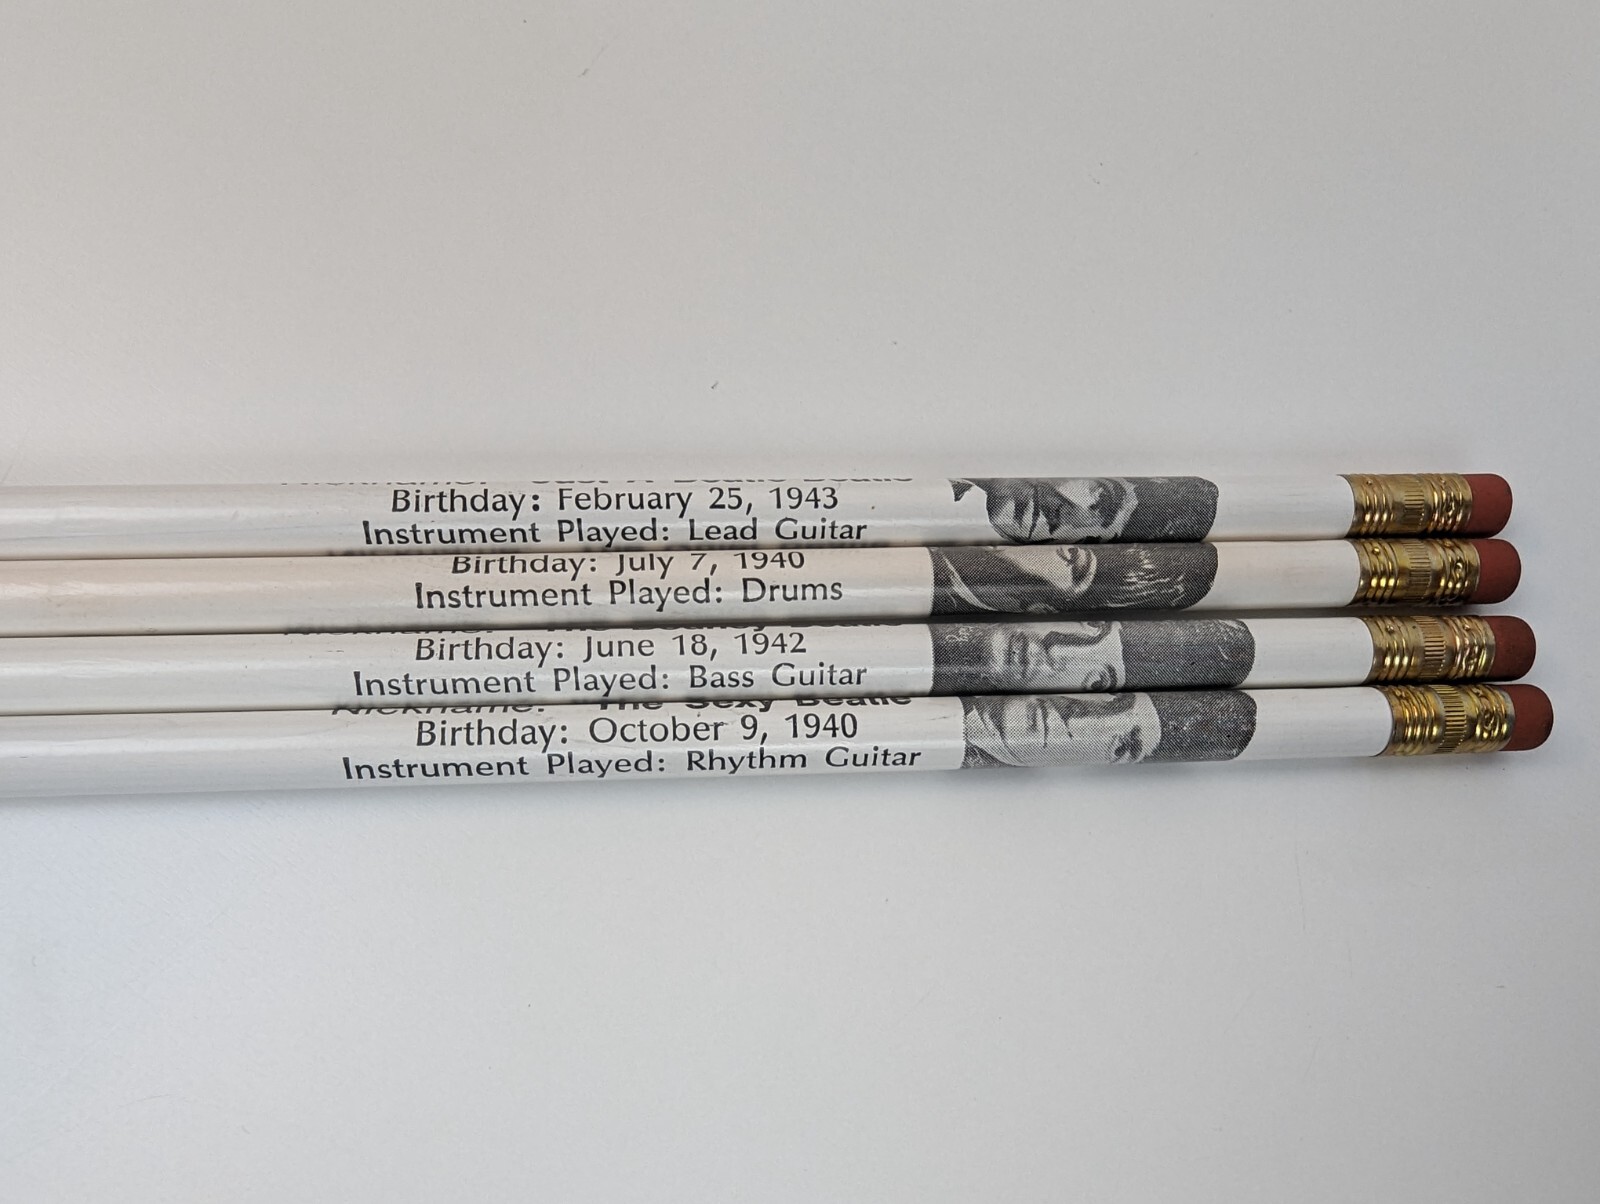 Birthday: February 25, 1943
Instrument Played: Lead Guitar
Birthday: July 7, 1940
Instrument Played: Drums
Birthday: June 18, 1942
Instrument Played: Bass Guitar
Nickname: "The Sexy Beatle
Birthday: October 9, 1940
Instrument Played: Rhythm Guitar